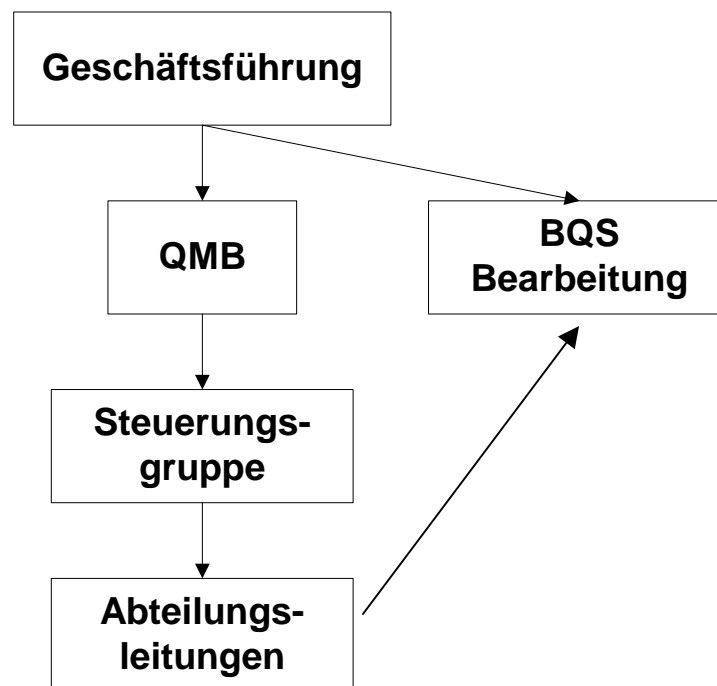 Geschäftsführung
QMB
BQS
Bearbeitung
Steuerungs-
gruppe
Abteilungs-
leitungen